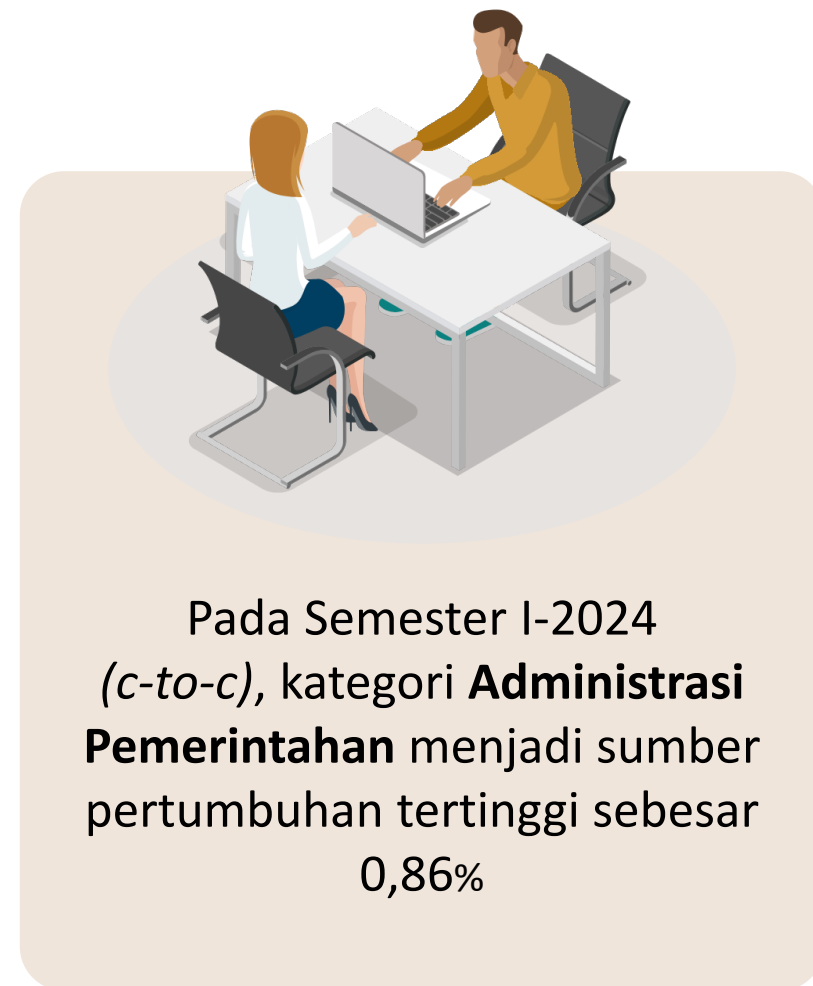 Pada Semester I-2024
(c-to-c), kategori Administrasi
Pemerintahan menjadi sumber
pertumbuhan tertinggi sebesar
0,86%